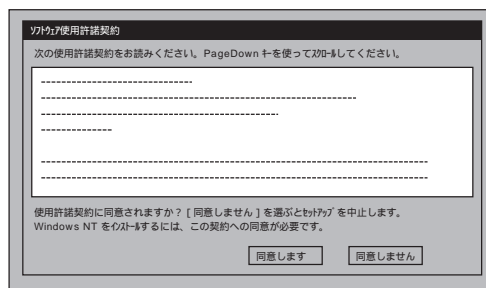 ｿﾌﾄｳｪｱ使用許諾契約
次の使用許諾契約をお読みください。PageDown ｷｰを使ってｽｸﾛｰﾙしてください。
使用許諾契約に同意されますか？[ 同意しません ] を選ぶとｾｯﾄｱｯﾌﾟを中止します。
Windows NT をｲﾝｽﾄｰﾙするには、この契約への同意が必要です。
同意します 同意しません